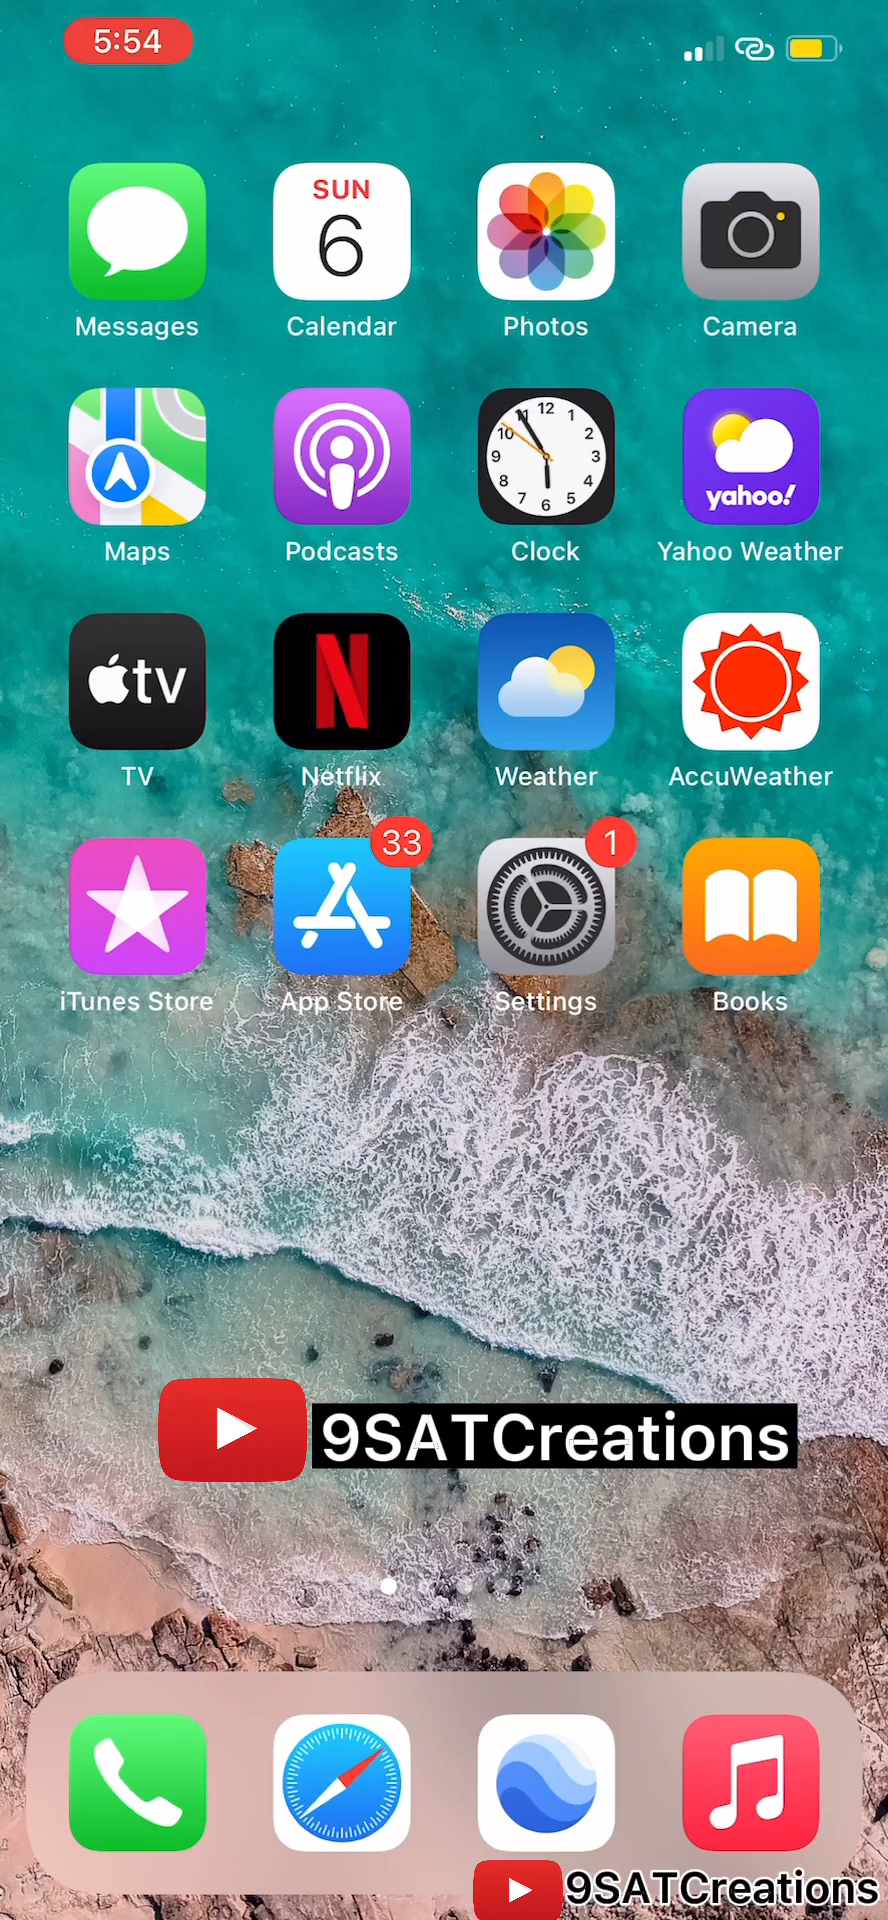 5:54
SUN
6
Messages
Calendar
Photos
Camera
12
11
1
10
2
9
3
8
4
7
5
6
yahoo!
Maps
Podcasts
Clock
Yahoo Weather
tv
N
TV
Netflix
Weather
AccuWeather
33
1
iTunes Store
App Store
Settings
Books
9SATCreations
9SATCreations